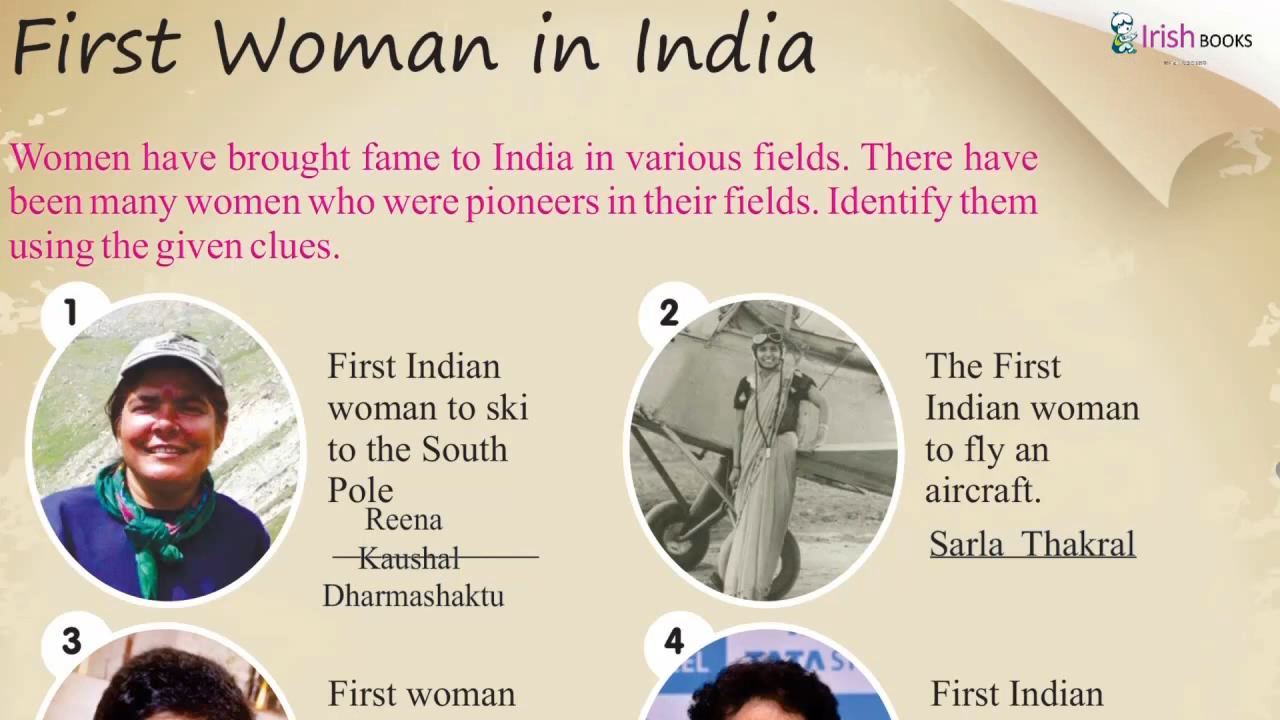 First Woman in India
Irish BOOKS
Women have brought fame to India in various fields. There have
been many women who were pioneers in their fields. Identify them
using the given clues.
1
First Indian
woman to ski
to the South
Pole
Reena
Kaushal
Dharmashaktu
2
The First
Indian woman
to fly an
aircraft.
Sarla Thakral
3
First woman
4
TATA
First Indian